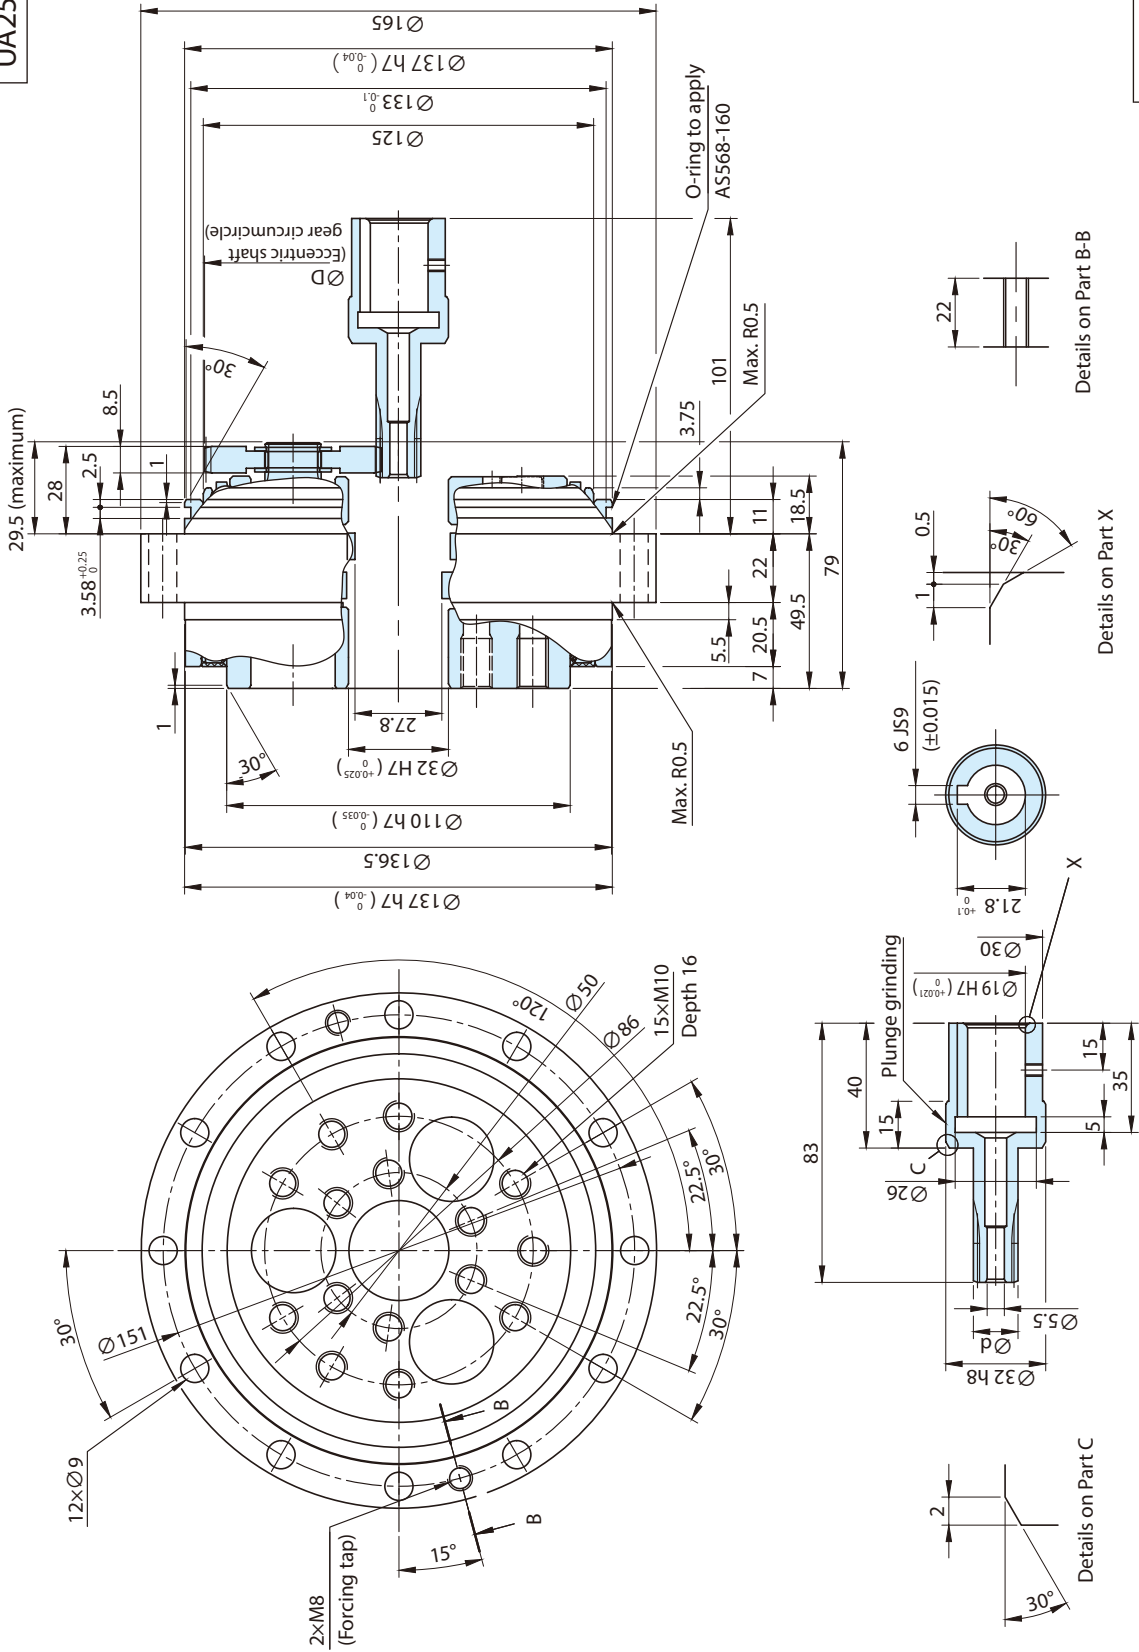 UA25
Ø165
Ø137 h7 ( 0 -0.04 )
Ø133 0 -0.1
Ø125
ØD
(Eccentric shaft
gear circumcircle)
O-ring to apply
AS568-160
30°
29.5 (maximum)
28
2.5
1
8.5
3.58 +0.25 0
101
Max. R0.5
3.75
11
18.5
22
79
49.5
5.5
20.5
7
1
30°
27.8
Ø32 H7 ( +0.025 0 )
Ø110 h7 ( 0 -0.035 )
Ø136.5
Ø137 h7 ( 0 -0.04 )
Max. R0.5
22
Details on Part B-B
0.5
1
30°
60°
Details on Part X
6 JS9
(±0.015)
21.8 +0.1 0
X
Ø30
Ø19 H7 ( +0.021 0 )
Plunge grinding
83
40
15
15
35
5
C
Ø26
Ø5.5
Ød
Ø32 h8
2
30°
Details on Part C
120°
Ø50
Ø86
15×M10
Depth 16
22.5°
30°
22.5°
30°
30°
Ø151
12×Ø9
B
B
15°
2×M8
(Forcing tap)